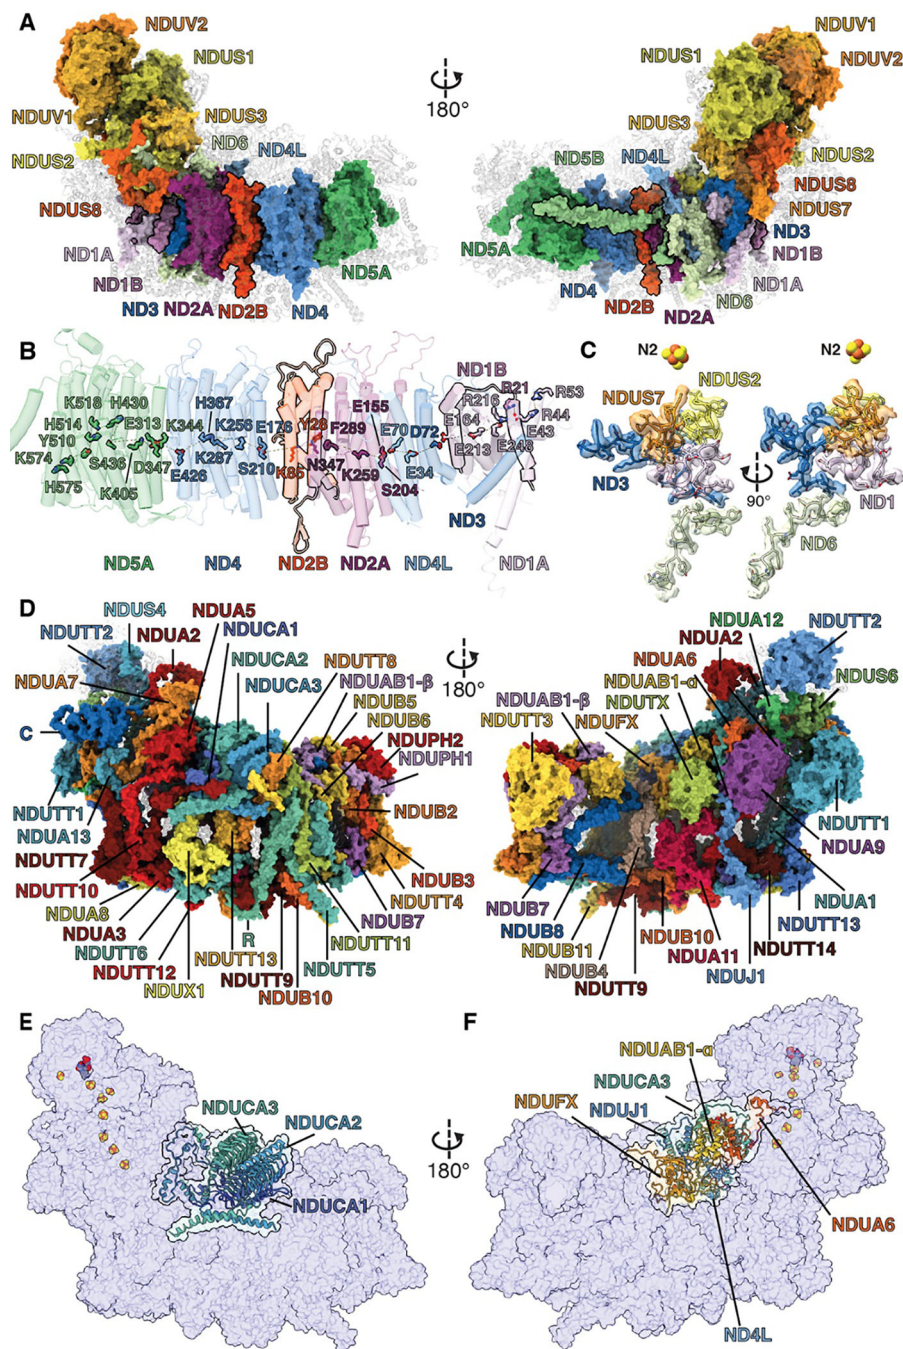 A
NDUV2
NDUS1
NDUV1
NDUS3
ND6
NDUS2
ND4L
NDUS8
ND1A
ND5A
ND1B
ND3 ND2A ND2B ND4
180°
NDUV1
NDUS1
NDUV2
NDUS3
ND5B
ND4L
NDUS2
NDUS8
NDUS7
ND3
ND5A
ND1B
ND4
ND1A
ND2B
ND6
ND2A
B
ND1B
K518 H430 H367 E155 R216 R21 R53
H514 E313 K344 K256 E176 Y28 F289 E70 D72 E164 R44
Y510 E43
K574 S436 D347 E426 K287 S210 K85 N347 K259 E34 E213 E248
H575 K405 S204
ND3
ND5A ND4 ND2B ND2A ND4L ND1A
C
N2 N2
NDUS2
NDUS7
ND3
90°
ND1
ND6
D
NDUS4 NDUA5
NDUTT2 NDUA2 NDUCA1
NDUCA2
NDUTT8
NDUA7
NDUCA3 NDUAB1-β
NDUB5
NDUB6
C
NDUPH2
NDUPH1
NDUTT1
NDUB2
NDUA13
NDUTT7
NDUTT10
NDUB3
NDUA8
NDUTT4
NDUA3
NDUB7
NDUTT6
R
NDUTT11
NDUTT12
NDUTT13
NDUTT5
NDUX1
NDUTT9
NDUB10
180°
NDUA12 NDUTT2
NDUA2
NDUA6
NDUAB1-α
NDUS6
NDUAB1-β
NDUTX
NDUTT3
NDUFX
NDUTT1
NDUA9
NDUB7
NDUA1
NDUB8
NDUTT13
NDUB11
NDUB10
NDUTT14
NDUB4
NDUA11
NDUTT9
NDUJ1
E
NDUCA3
NDUCA2
NDUCA1
180°
F
NDUAB1-α
NDUCA3
NDUFX
NDUJ1
NDUA6
ND4L